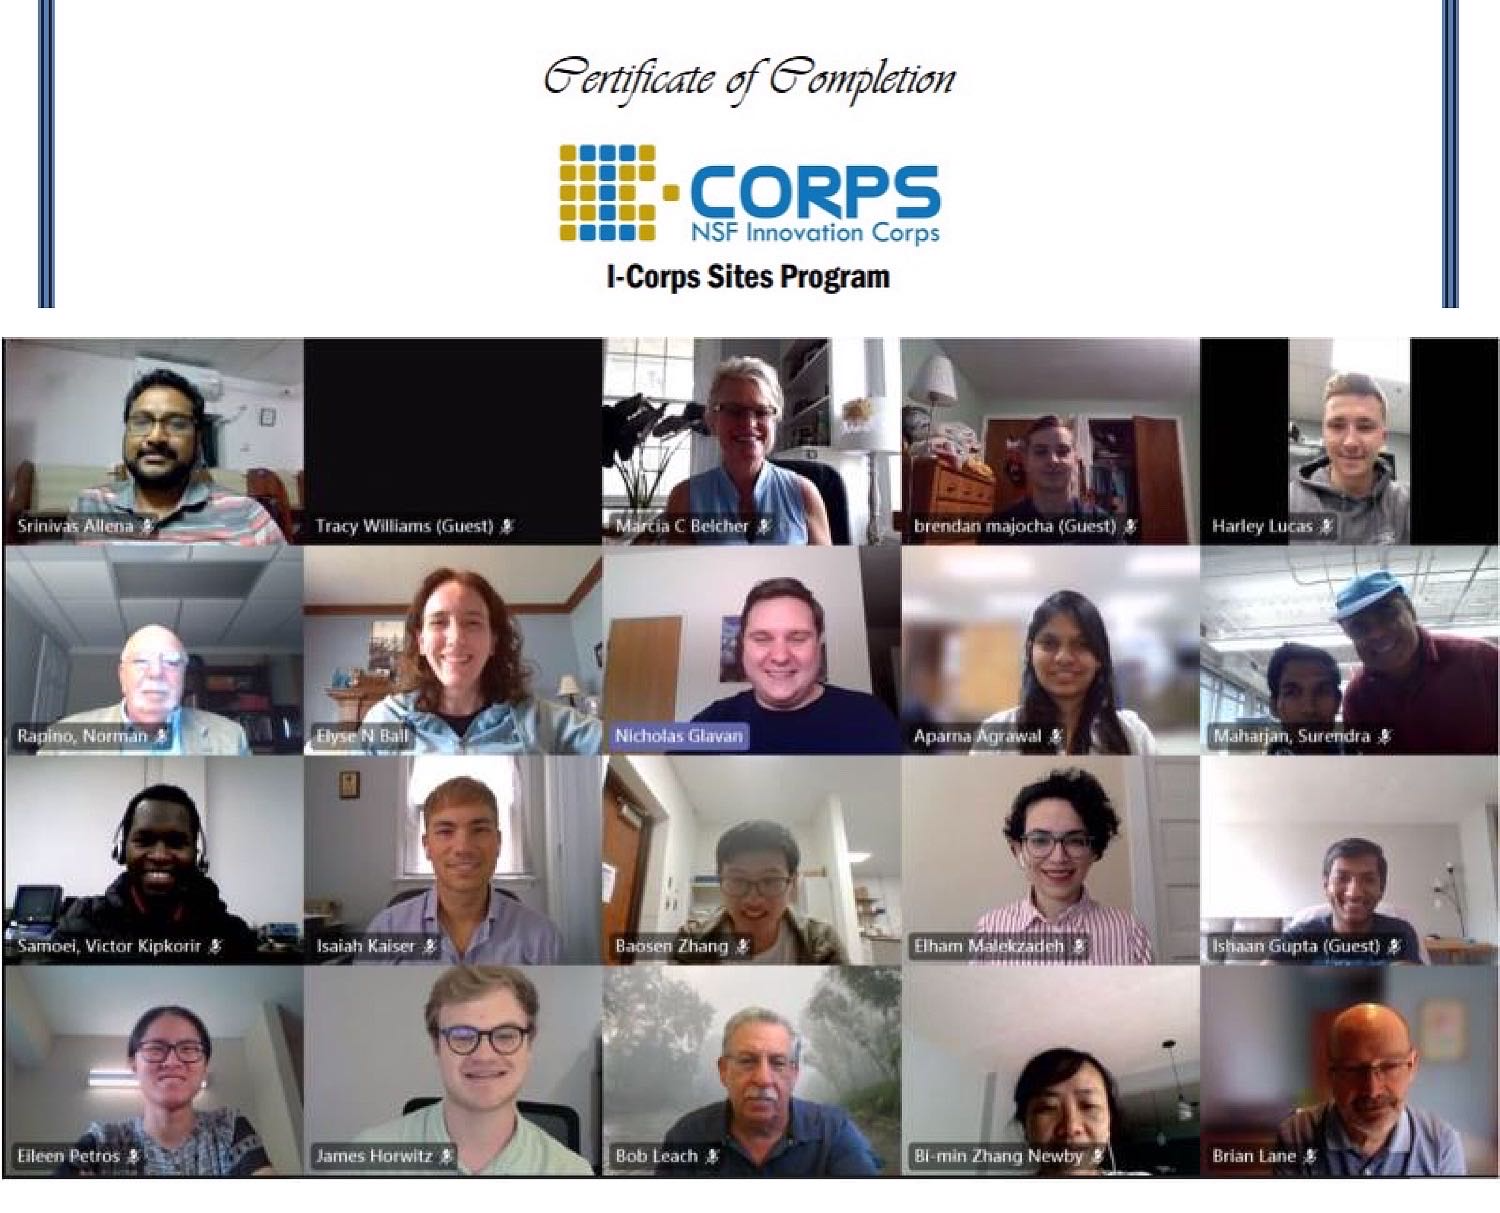 Certificate of Completion
CORPS
NSF Innovation Corps
I-Corps Sites Program
Srinivas Allena
Tracy Williams (Guest)
Marcia C Belcher
brendan majocha (Guest)
Harley Lucas
Rapino, Norman
Elyse N Ball
Nicholas Glavan
Aparna Agrawal
Maharjan, Surendra
Samoei, Victor Kipkorir
Isaiah Kaiser
Baosen Zhang
Elham Malekzadeh
Ishaan Gupta (Guest)
Eileen Petros
James Horwitz
Bob Leach
Bi-min Zhang Newby
Brian Lane